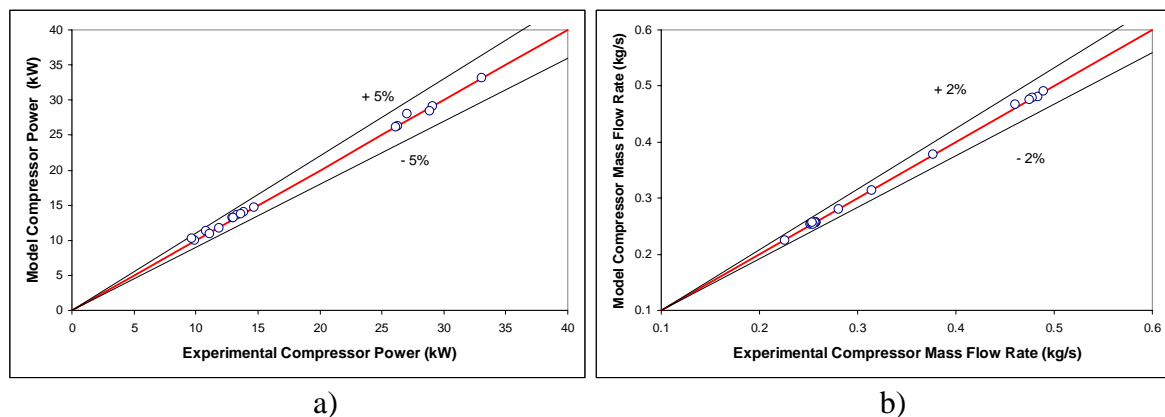 Model Compressor Power (kW)
40
35
30
25
20
15
10
5
0
+ 5%
- 5%
0 5 10 15 20 25 30 35 40
Experimental Compressor Power (kW)
a)
Model Compressor Mass Flow Rate (kg/s)
0.6
0.5
0.4
0.3
0.2
0.1
+ 2%
- 2%
0.1 0.2 0.3 0.4 0.5 0.6
Experimental Compressor Mass Flow Rate (kg/s)
b)